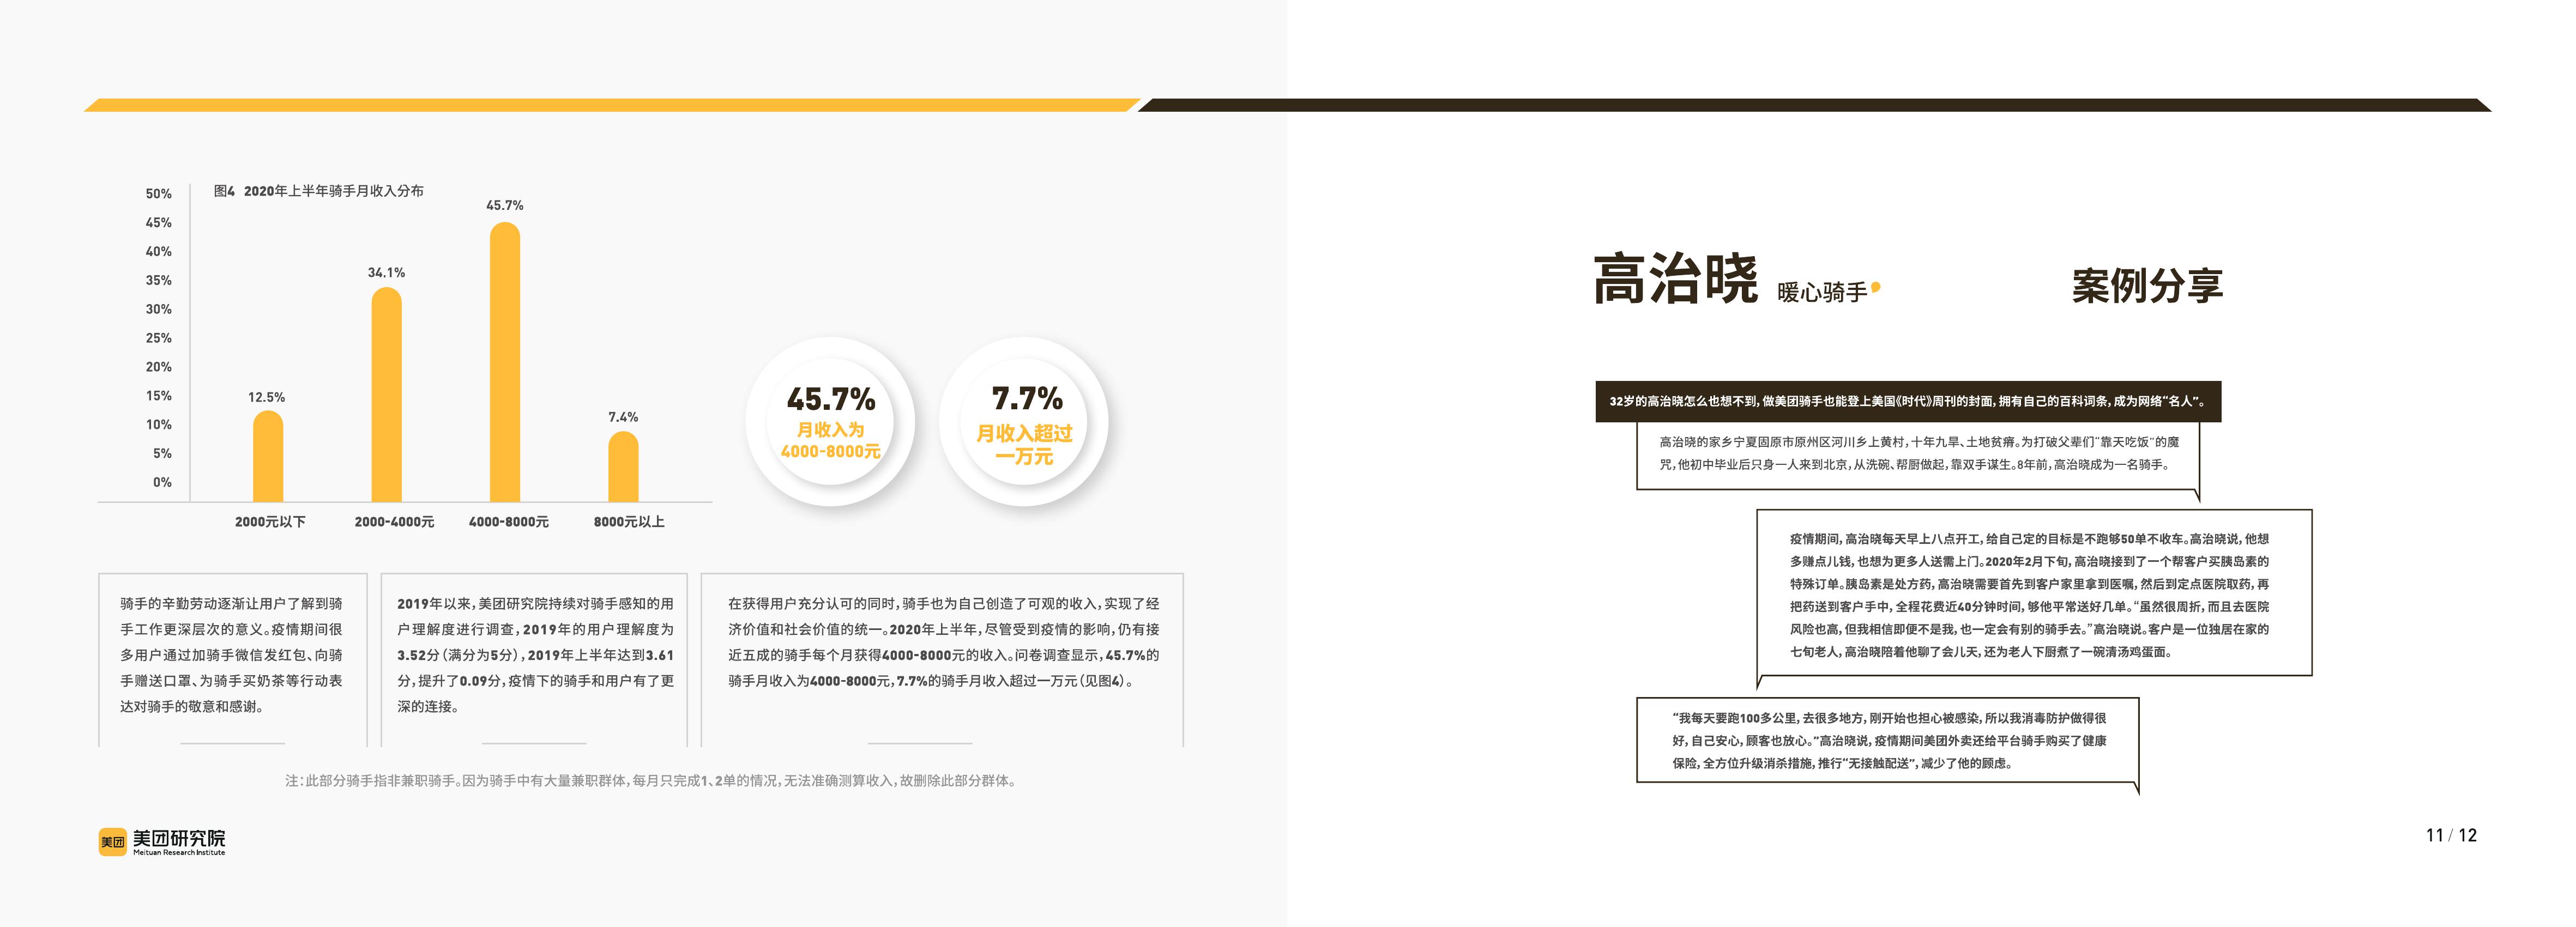 图4 2020年上半年骑手月收入分布
50%
45%
40%
35%
30%
25%
20%
15%
10%
5%
0%
12.5%
34.1%
45.7%
7.4%
2000元以下
2000-4000元
4000-8000元
8000元以上
45.7%
月收入为
4000-8000元
7.7%
月收入超过
一万元
骑手的辛勤劳动逐渐让用户了解到骑
手工作更深层次的意义。疫情期间很
多用户通过加骑手微信发红包、向骑
手赠送口罩、为骑手买奶茶等行动表
达对骑手的敬意和感谢。
2019年以来,美团研究院持续对骑手感知的用
户理解度进行调查,2019年的用户理解度为
3.52分(满分为5分),2019年上半年达到3.61
分,提升了0.09分,疫情下的骑手和用户有了更
深的连接。
在获得用户充分认可的同时,骑手也为自己创造了可观的收入,实现了经
济价值和社会价值的统一。2020年上半年,尽管受到疫情的影响,仍有接
近五成的骑手每个月获得4000-8000元的收入。问卷调查显示,45.7%的
骑手月收入为4000-8000元,7.7%的骑手月收入超过一万元(见图4)。
注:此部分骑手指非兼职骑手。因为骑手中有大量兼职群体,每月只完成1、2单的情况,无法准确测算收入,故删除此部分群体。
美团 美团研究院
Meituan Research Institute
高治晓 暖心骑手 案例分享
32岁的高治晓怎么也想不到,做美团骑手也能登上美国《时代》周刊的封面,拥有自己的百科词条,成为网络“名人”。
高治晓的家乡宁夏固原市原州区河川乡上黄村,十年九旱、土地贫瘠。为打破父辈们“靠天吃饭”的魔
咒,他初中毕业后只身一人来到北京,从洗碗、帮厨做起,靠双手谋生。8年前,高治晓成为一名骑手。
疫情期间,高治晓每天早上八点开工,给自己定的目标是不跑够50单不收车。高治晓说,他想
多赚点儿钱,也想为更多人送需上门。2020年2月下旬,高治晓接到了一个帮客户买胰岛素的
特殊订单。胰岛素是处方药,高治晓需要首先到客户家里拿到医嘱,然后到定点医院取药,再
把药送到客户手中,全程花费近40分钟时间,够他平常送好几单。“虽然很周折,而且去医院
风险也高,但我相信即便不是我,也一定会有别的骑手去。”高治晓说。客户是一位独居在家的
七旬老人,高治晓陪着他聊了会儿天,还为老人下厨煮了一碗清汤鸡蛋面。
“我每天要跑100多公里,去很多地方,刚开始也担心被感染,所以我消毒防护做得很
好,自己安心,顾客也放心。”高治晓说,疫情期间美团外卖还给平台骑手购买了健康
保险,全方位升级消杀措施,推行“无接触配送”,减少了他的顾虑。
11 / 12